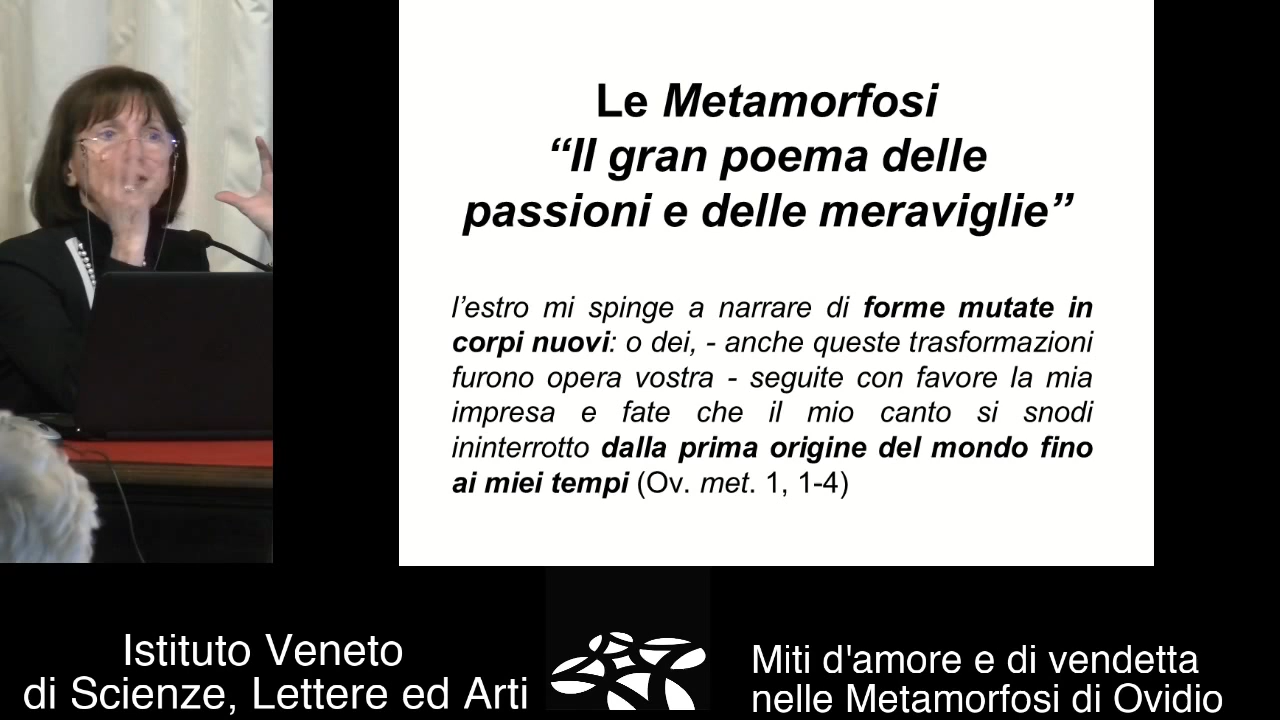 Le Metamorfosi
“Il gran poema delle
passioni e delle meraviglie”
l’estro mi spinge a narrare di forme mutate in
corpi nuovi: o dei, - anche queste trasformazioni
furono opera vostra - seguite con favore la mia
impresa e fate che il mio canto si snodi
ininterrotto dalla prima origine del mondo fino
ai miei tempi (Ov. met. 1, 1-4)
Istituto Veneto
di Scienze, Lettere ed Arti
Miti d'amore e di vendetta
nelle Metamorfosi di Ovidio